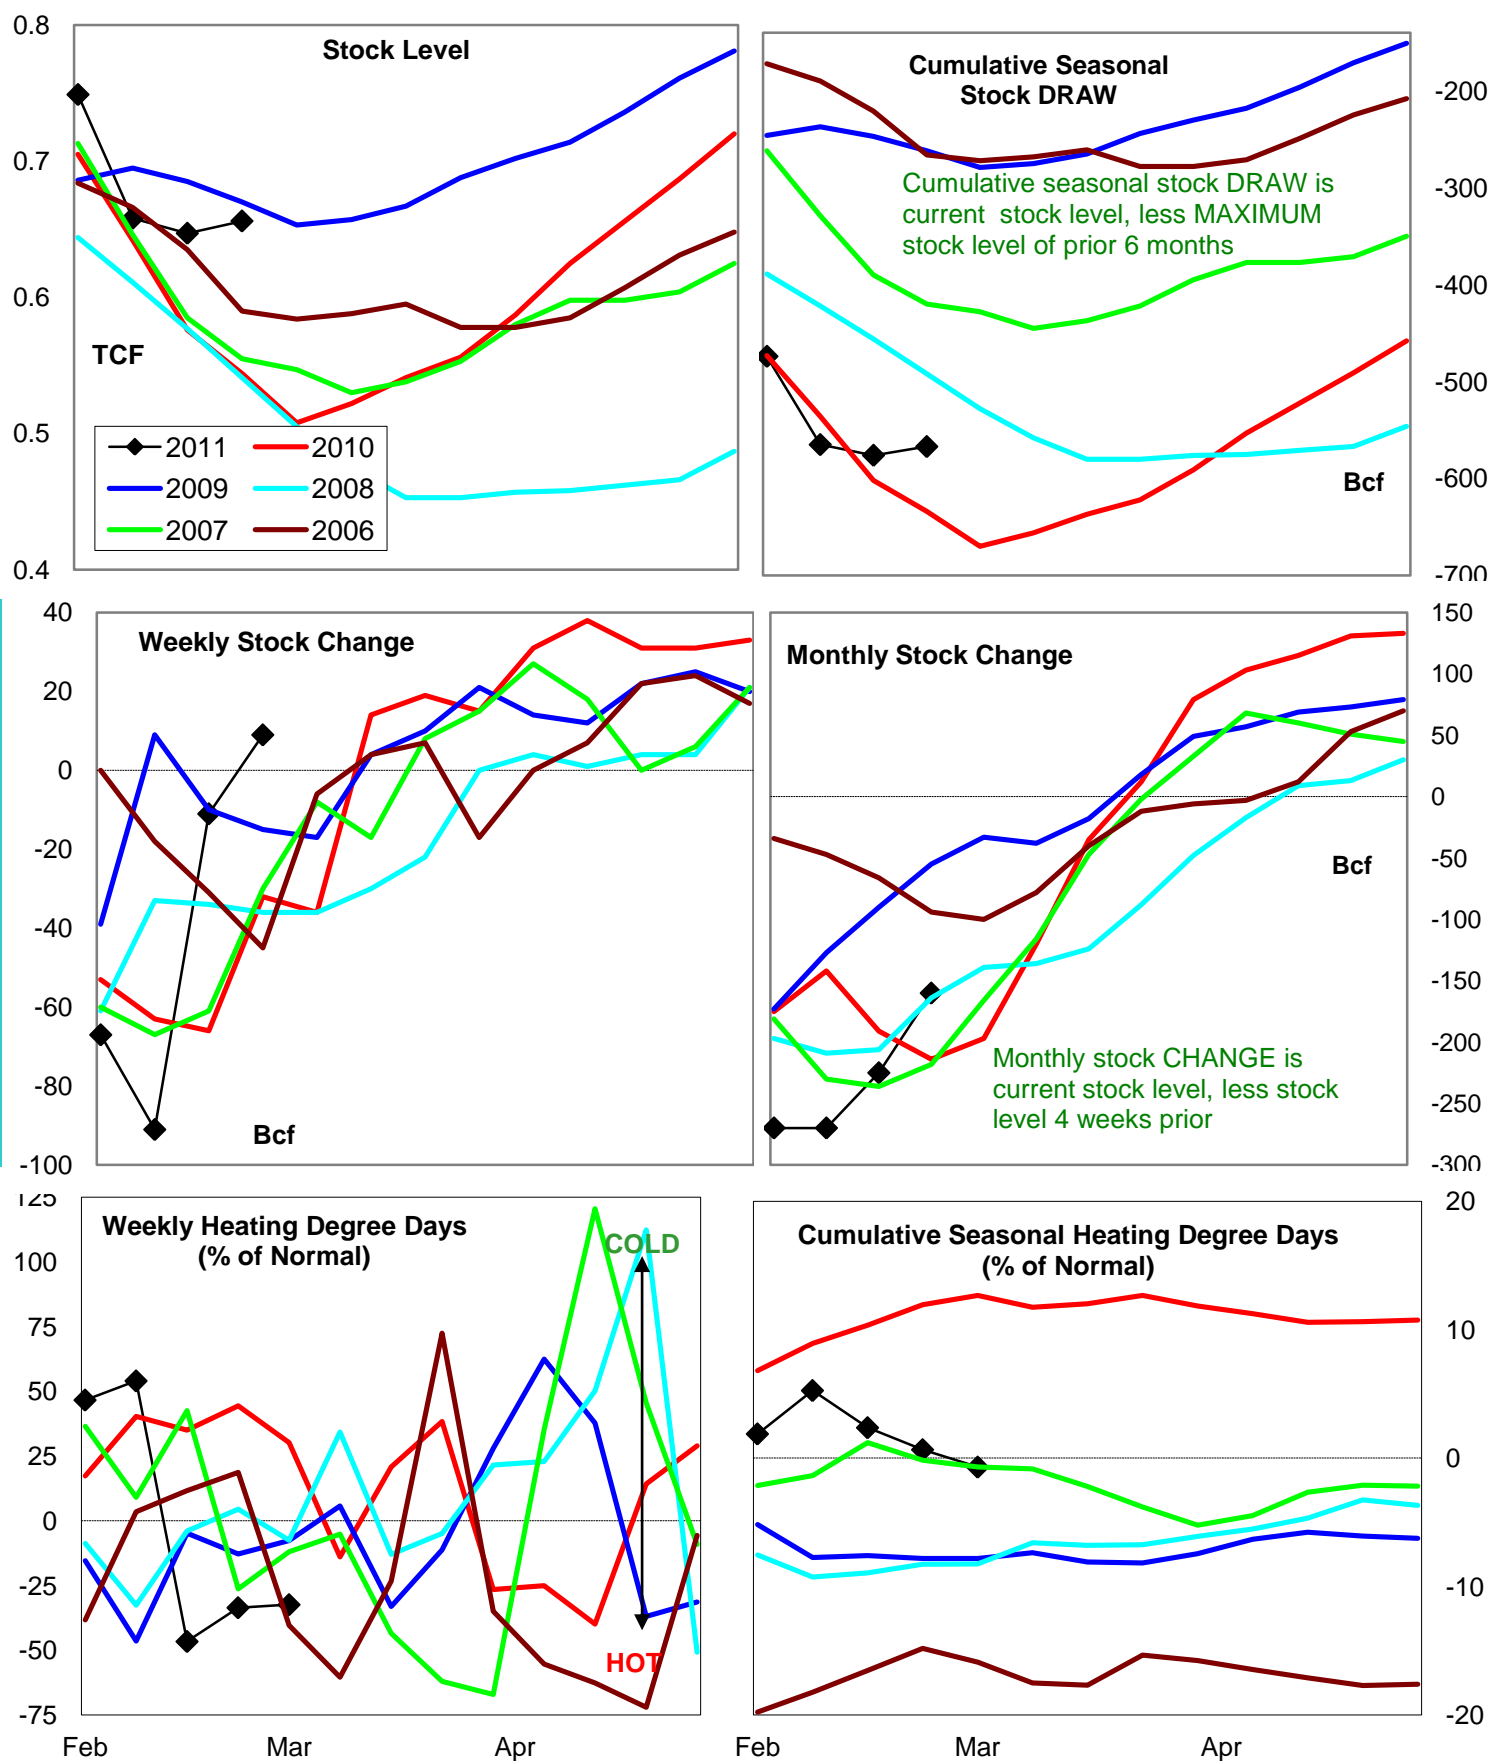 0.8
0.7
0.6
0.5
0.4
Stock Level
TCF
2011
2010
2009
2008
2007
2006
Cumulative Seasonal
Stock DRAW
Cumulative seasonal stock DRAW is
current stock level, less MAXIMUM
stock level of prior 6 months
Bcf
-200
-300
-400
-500
-600
-700
40
20
0
-20
-40
-60
-80
-100
Weekly Stock Change
Bcf
Monthly Stock Change
Bcf
Monthly stock CHANGE is
current stock level, less stock
level 4 weeks prior
150
100
50
0
-50
-100
-150
-200
-250
-300
125
100
75
50
25
0
-25
-50
-75
Weekly Heating Degree Days
(% of Normal)
COLD
HOT
Feb
Mar
Apr
Cumulative Seasonal Heating Degree Days
(% of Normal)
20
10
0
-10
-20
Feb
Mar
Apr